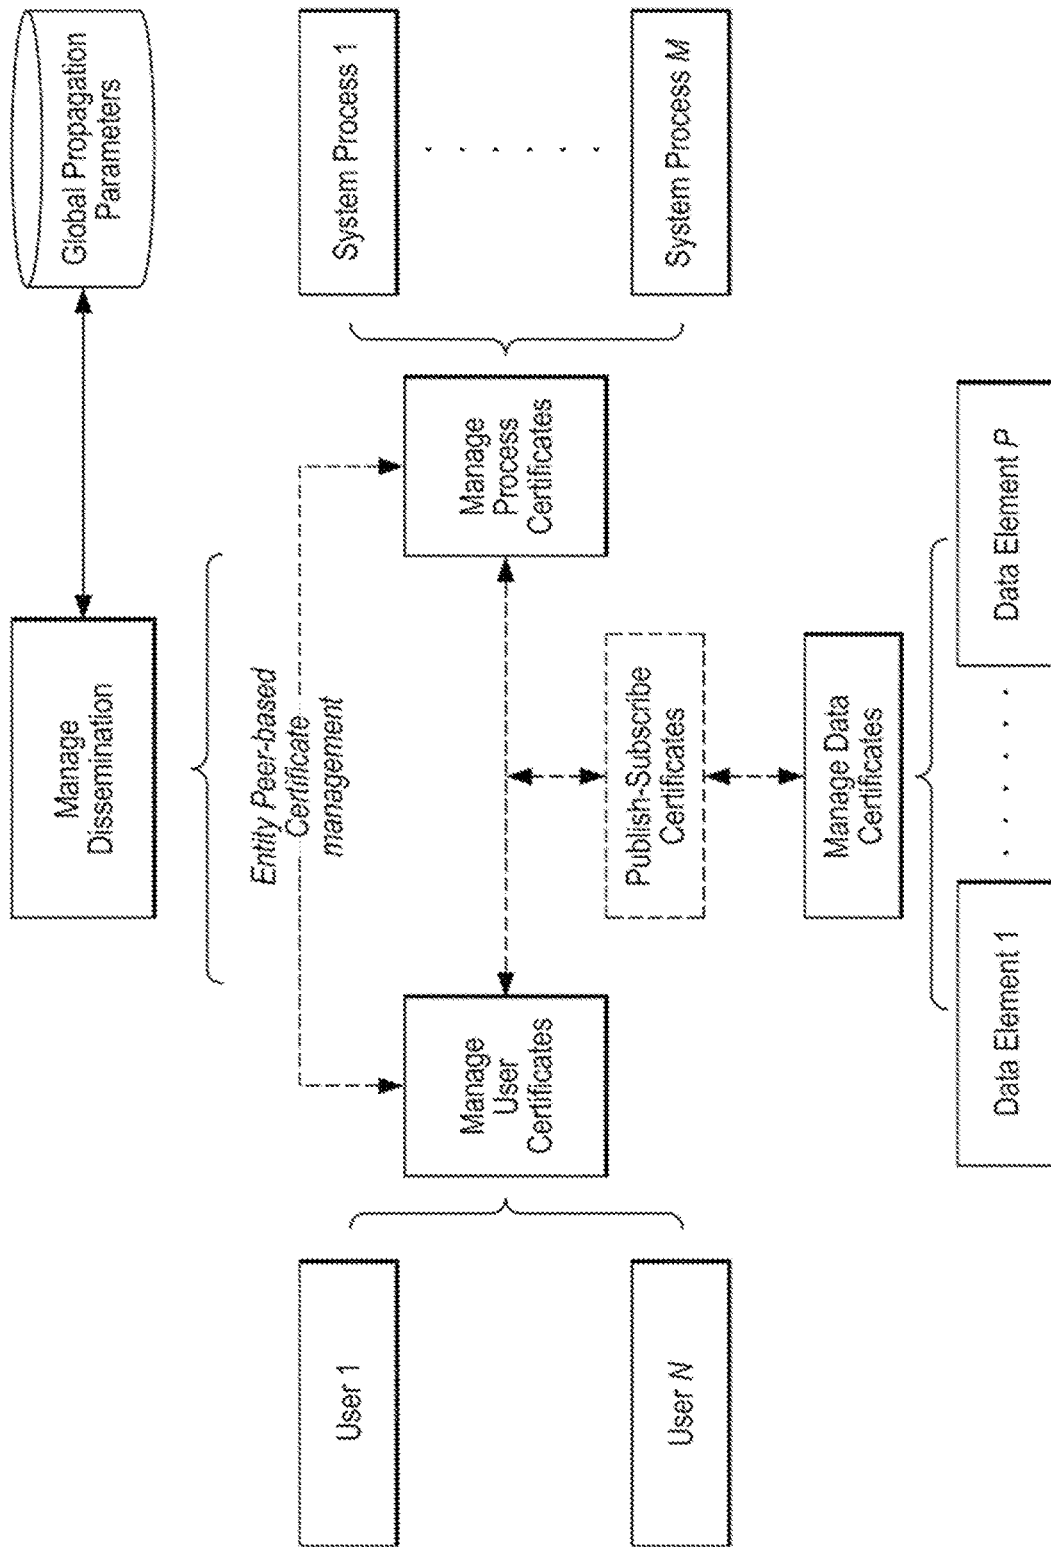 Manage
Dissemination
Global Propagation
Parameters
Entity Peer-based
Certificate
management
User 1
User N
Manage
User
Certificates
Manage
Process
Certificates
System Process 1
System Process M
Publish-Subscribe
Certificates
Manage Data
Certificates
Data Element 1
Data Element P